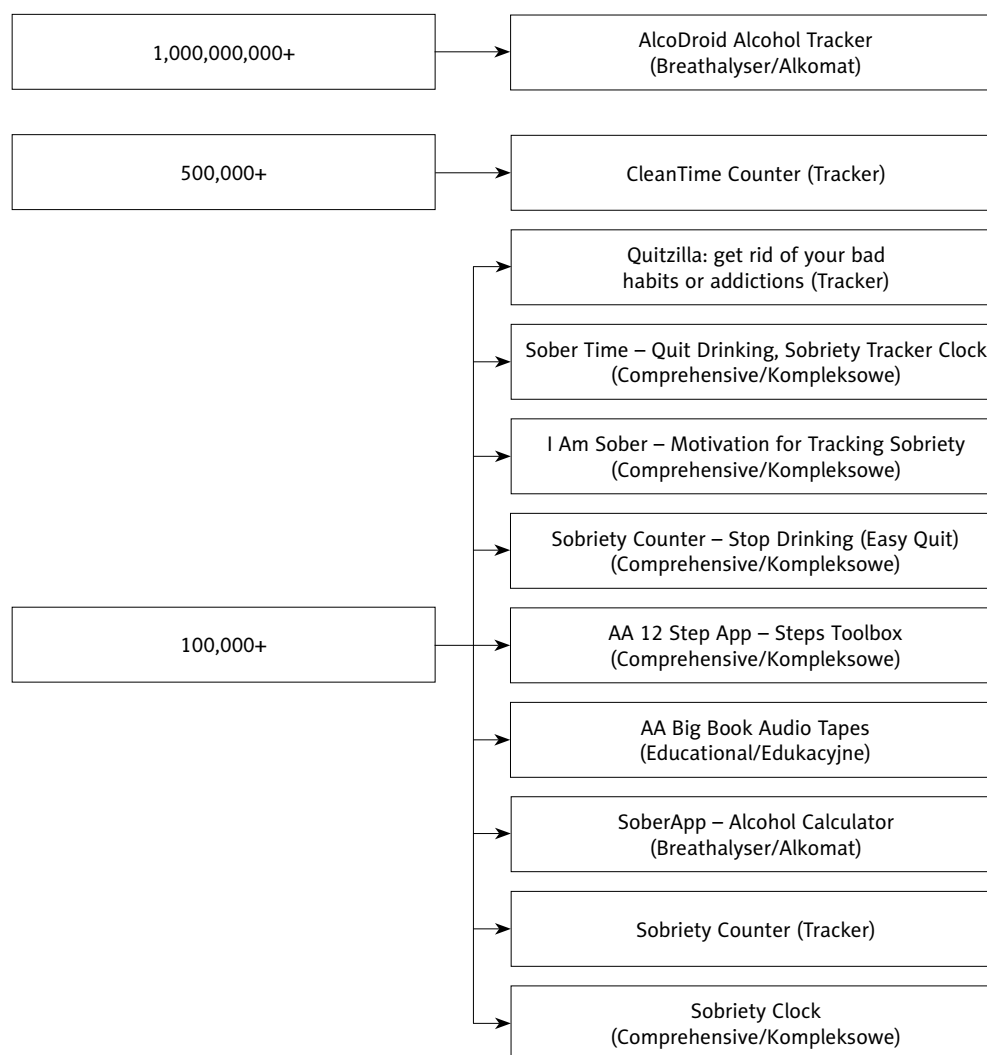 1,000,000,000+
AlcoDroid Alcohol Tracker
(Breathalyser/Alkomat)
500,000+
CleanTime Counter (Tracker)
100,000+
Quitzilla: get rid of your bad
habits or addictions (Tracker)
Sober Time – Quit Drinking, Sobriety Tracker Clock
(Comprehensive/Kompleksowe)
I Am Sober – Motivation for Tracking Sobriety
(Comprehensive/Kompleksowe)
Sobriety Counter – Stop Drinking (Easy Quit)
(Comprehensive/Kompleksowe)
AA 12 Step App – Steps Toolbox
(Comprehensive/Kompleksowe)
AA Big Book Audio Tapes
(Educational/Edukacyjne)
SoberApp – Alcohol Calculator
(Breathalyser/Alkomat)
Sobriety Counter (Tracker)
Sobriety Clock
(Comprehensive/Kompleksowe)